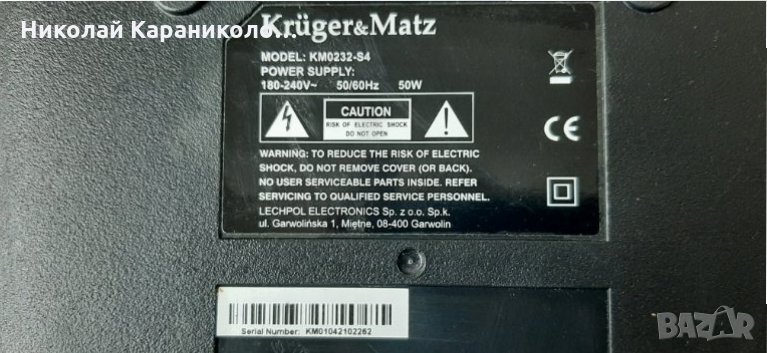 Николай Караниколо.г.
Krüger&Matz
MODEL: KM0232-S4
POWER SUPPLY:
180-240V~ 50/60Hz 50W
CAUTION
RISK OF ELECTRIC SHOCK
DO NOT OPEN
CE
WARNING: TO REDUCE THE RISK OF ELECTRIC
SHOCK, DO NOT REMOVE COVER (OR BACK).
NO USER SERVICEABLE PARTS INSIDE. REFER
SERVICING TO QUALIFIED SERVICE PERSONNEL.
LECHPOL ELECTRONICS Sp. z o.o. Sp.k.
ul. Garwolińska 1, Miętne, 08-400 Garwolin
Serial Number: KM01042102262
BAZAR